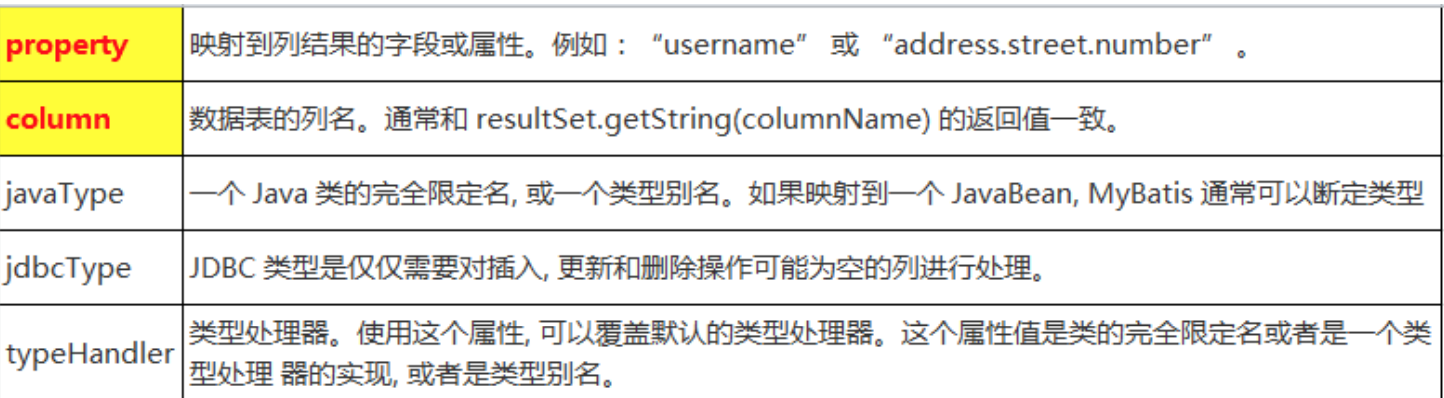 property 映射到列结果的字段或属性。例如：“username” 或 “address.street.number” 。
column 数据表的列名。通常和 resultSet.getString(columnName) 的返回值一致。
javaType 一个 Java 类的完全限定名, 或一个类型别名。如果映射到一个 JavaBean, MyBatis 通常可以断定类型
jdbcType JDBC 类型是仅仅需要对插入, 更新和删除操作可能为空的列进行处理。
typeHandler 类型处理器。使用这个属性, 可以覆盖默认的类型处理器。这个属性值是类的完全限定名或者是一个类
型处理 器的实现, 或者是类型别名。